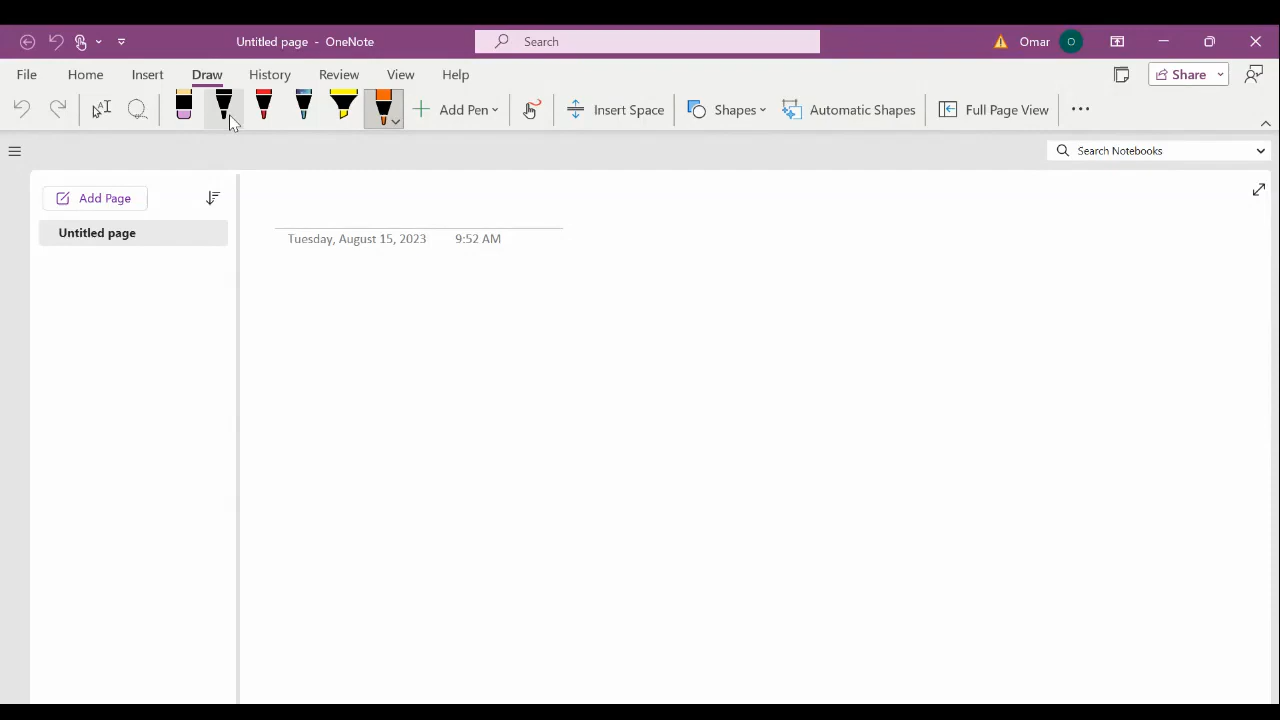 Untitled page - OneNote
Search
Omar
O
File
Home
Insert
Draw
History
Review
View
Help
Share
Add Pen
Insert Space
Shapes
Automatic Shapes
Full Page View
Search Notebooks
Add Page
Untitled page
Tuesday, August 15, 2023 9:52 AM